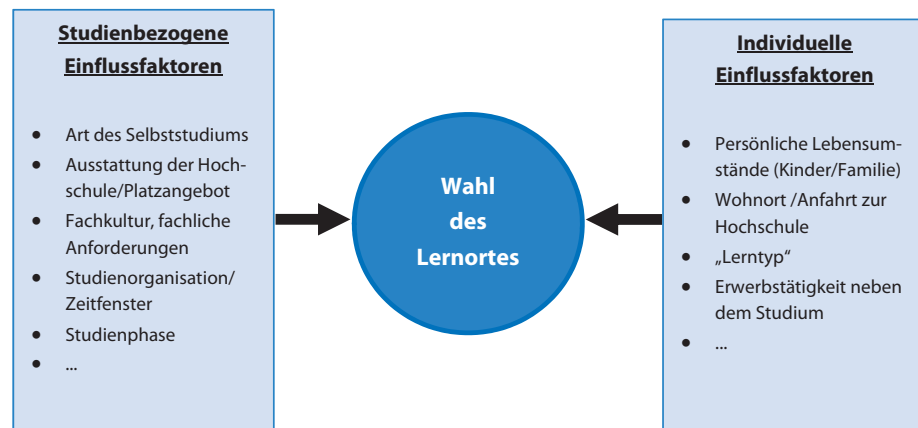 Studienbezogene
Einflussfaktoren
• Art des Selbststudiums
• Ausstattung der Hoch-
schule/Platzangebot
• Fachkultur, fachliche
Anforderungen
• Studienorganisation/
Zeitfenster
• Studienphase
• ...
Wahl
des
Lernortes
Individuelle
Einflussfaktoren
• Persönliche Lebensum-
stände (Kinder/Familie)
• Wohnort /Anfahrt zur
Hochschule
• „Lerntyp“
• Erwerbstätigkeit neben
dem Studium
• ...